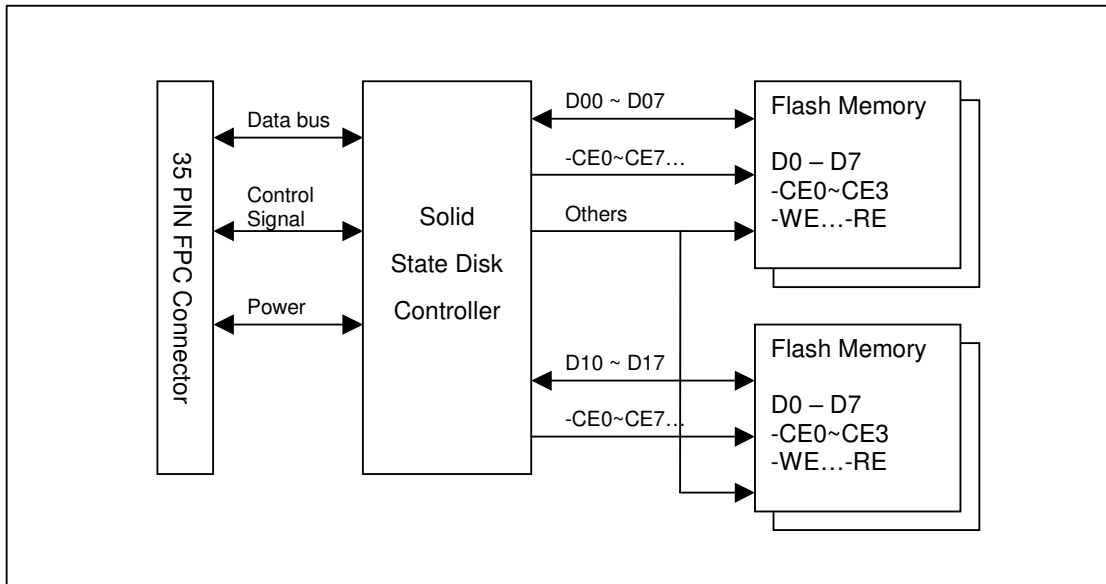 35 PIN FPC Connector
Data bus
Control
Signal
Power
Solid
State Disk
Controller
D00 ~ D07
-CE0~CE7…
Others
D10 ~ D17
-CE0~CE7…
Flash Memory
D0 – D7
-CE0~CE3
-WE…-RE
Flash Memory
D0 – D7
-CE0~CE3
-WE…-RE